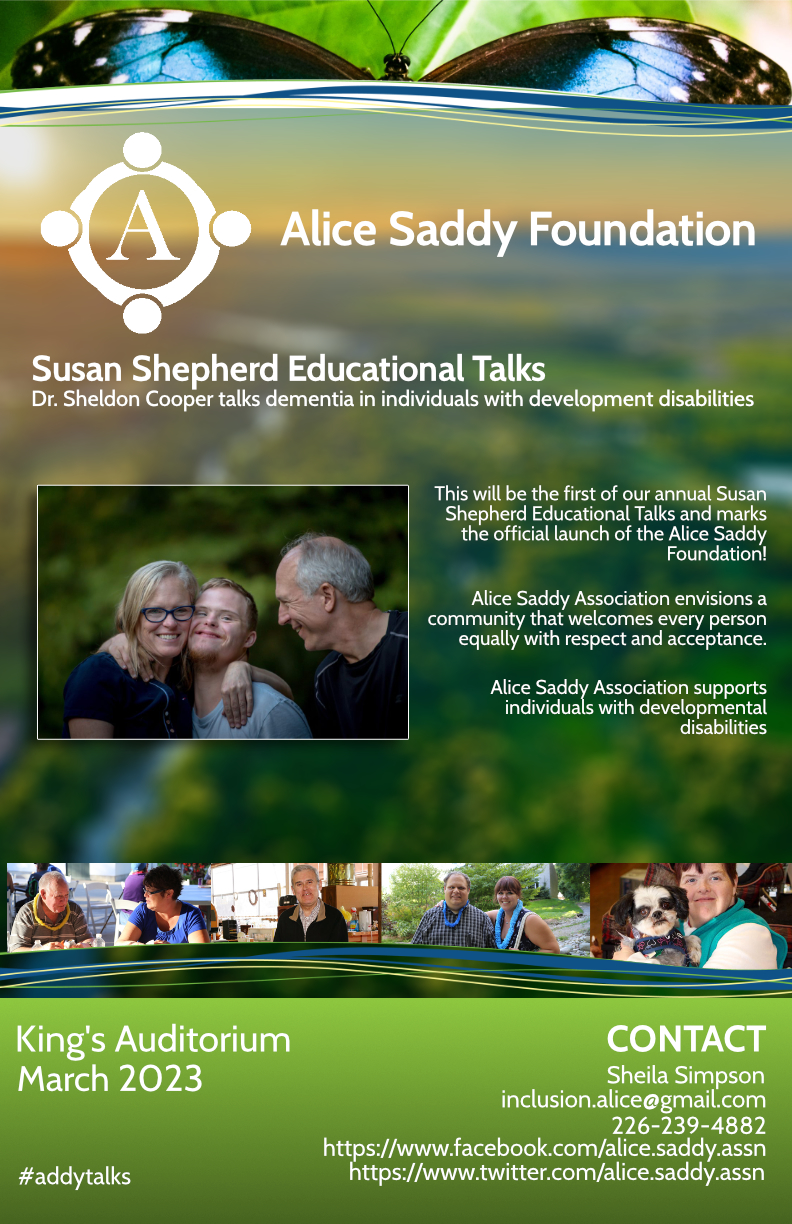 A
Alice Saddy Foundation
Susan Shepherd Educational Talks
Dr. Sheldon Cooper talks dementia in individuals with development disabilities
This will be the first of our annual Susan
Shepherd Educational Talks and marks
the official launch of the Alice Saddy
Foundation!
Alice Saddy Association envisions a
community that welcomes every person
equally with respect and acceptance.
Alice Saddy Association supports
individuals with developmental
disabilities
King's Auditorium
March 2023
#addytalks
CONTACT
Sheila Simpson
inclusion.alice@gmail.com
226-239-4882
https://www.facebook.com/alice.saddy.assn
https://www.twitter.com/alice.saddy.assn